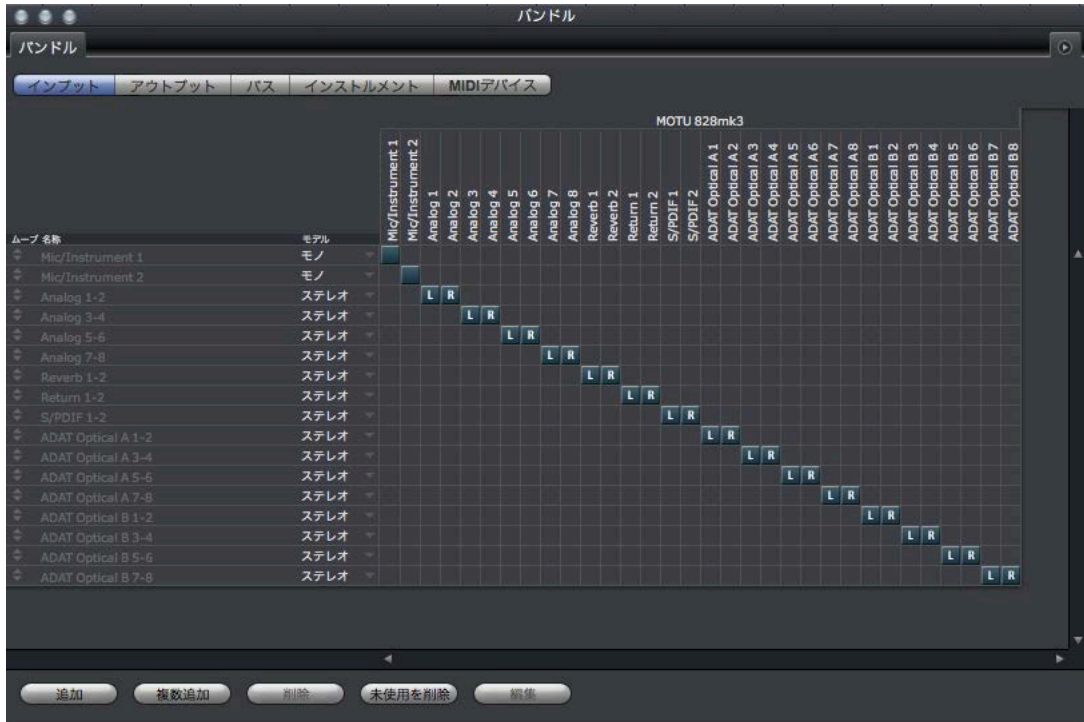 バンドル
バンドル
インプット アウトプット バス インストルメント MIDIデバイス
MOTU 828mk3
Mic/Instrument 1
Mic/Instrument 2
Analog 1
Analog 2
Analog 3
Analog 4
Analog 5
Analog 6
Analog 7
Analog 8
Reverb 1
Reverb 2
Return 1
Return 2
S/PDIF 1
S/PDIF 2
ADAT Optical A 1
ADAT Optical A 2
ADAT Optical A 3
ADAT Optical A 4
ADAT Optical A 5
ADAT Optical A 6
ADAT Optical A 7
ADAT Optical A 8
ADAT Optical B 1
ADAT Optical B 2
ADAT Optical B 3
ADAT Optical B 4
ADAT Optical B 5
ADAT Optical B 6
ADAT Optical B 7
ADAT Optical B 8
ムーブ 名称 モデル
Mic/Instrument 1 モノ
Mic/Instrument 2 モノ
Analog 1-2 ステレオ L R
Analog 3-4 ステレオ L R
Analog 5-6 ステレオ L R
Analog 7-8 ステレオ L R
Reverb 1-2 ステレオ L R
Return 1-2 ステレオ L R
S/PDIF 1-2 ステレオ L R
ADAT Optical A 1-2 ステレオ L R
ADAT Optical A 3-4 ステレオ L R
ADAT Optical A 5-6 ステレオ L R
ADAT Optical A 7-8 ステレオ L R
ADAT Optical B 1-2 ステレオ L R
ADAT Optical B 3-4 ステレオ L R
ADAT Optical B 5-6 ステレオ L R
ADAT Optical B 7-8 ステレオ L R
追加 複数追加 削除 未使用を削除 編集